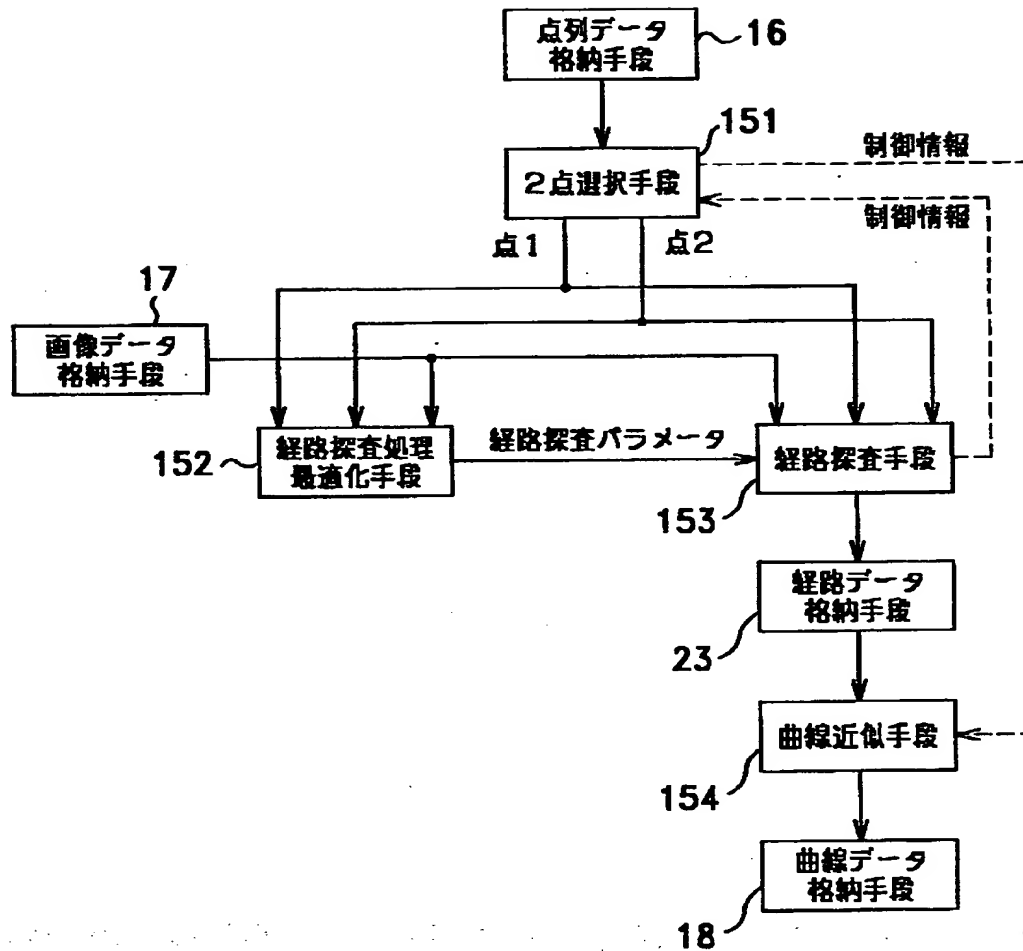 点列データ
格納手段
16
151
2点選択手段
制御情報
制御情報
点1
点2
17
画像データ
格納手段
152
経路探査処理
最適化手段
経路探査パラメータ
経路探査手段
153
経路データ
格納手段
23
曲線近似手段
154
曲線データ
格納手段
18